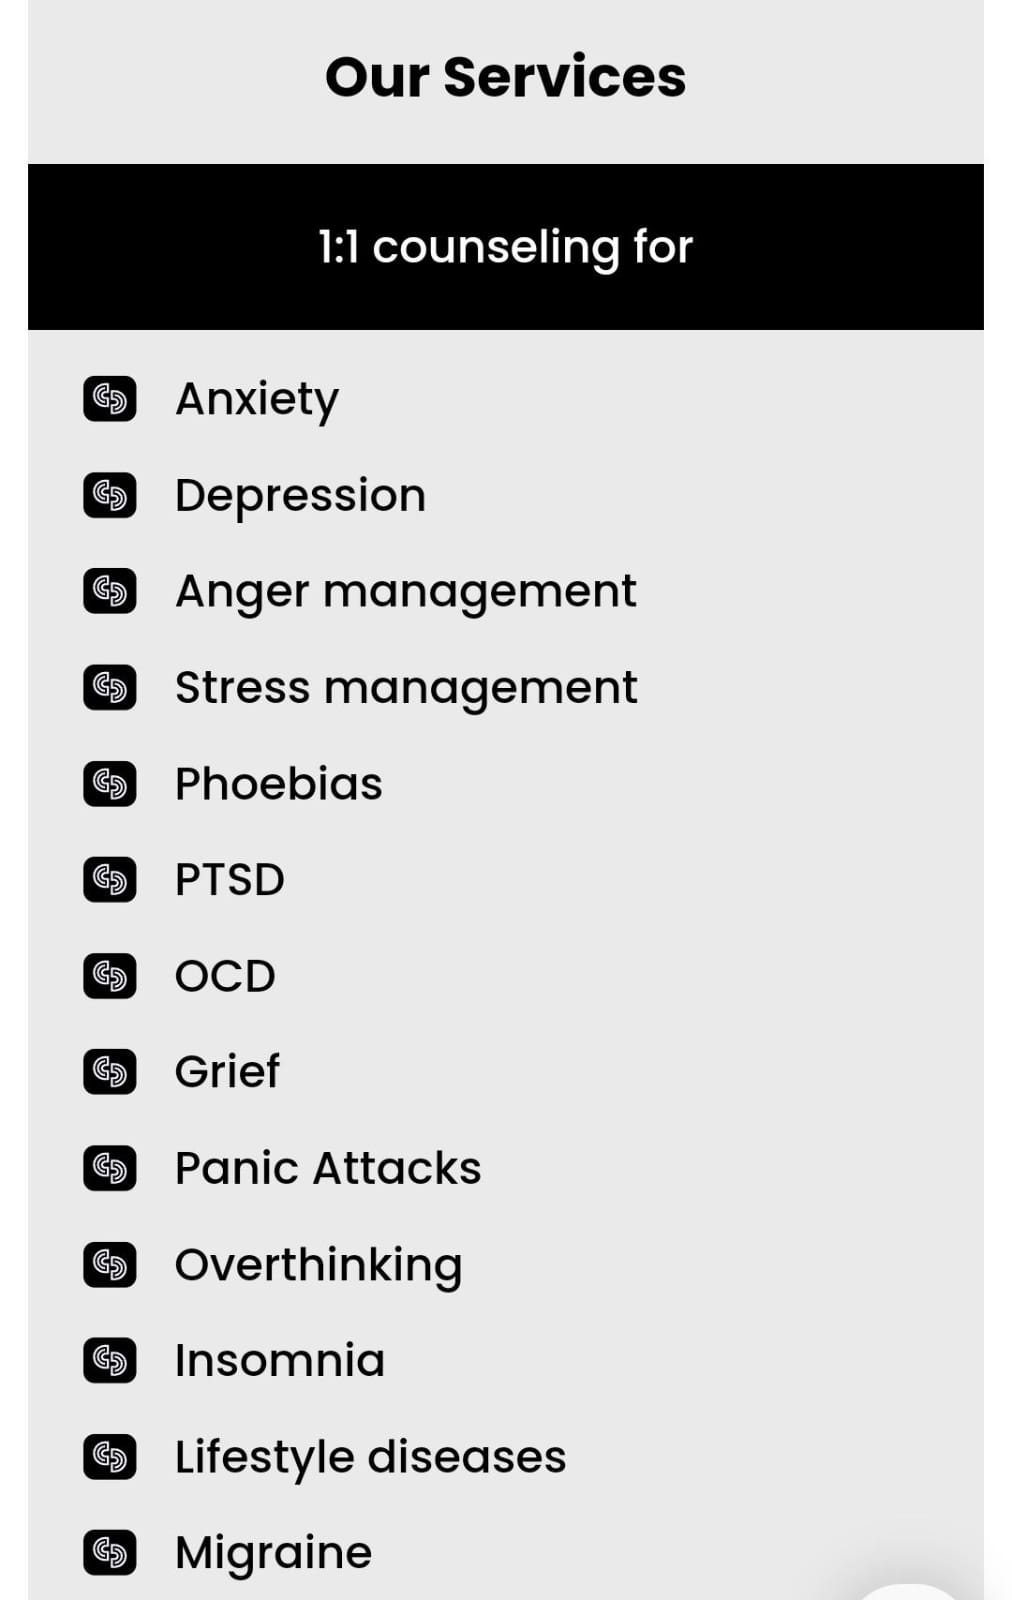 Our Services
1:1 counseling for
Anxiety
Depression
Anger management
Stress management
Phoebias
PTSD
OCD
Grief
Panic Attacks
Overthinking
Insomnia
Lifestyle diseases
Migraine